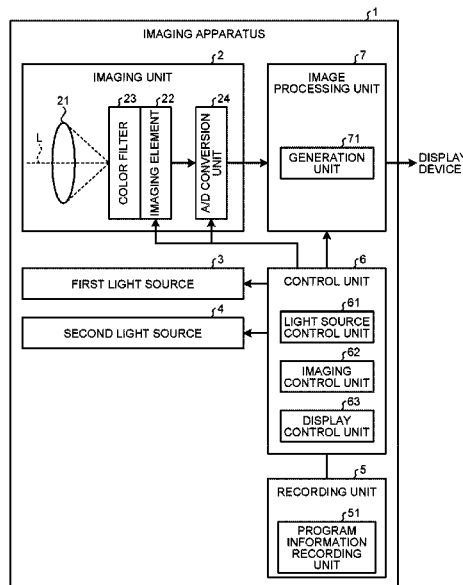 1
IMAGING APPARATUS
2
IMAGING UNIT
21
23
22
24
L
COLOR FILTER
IMAGING ELEMENT
A/D CONVERSION
UNIT
7
IMAGE
PROCESSING UNIT
71
GENERATION
UNIT
DISPLAY
DEVICE
3
FIRST LIGHT SOURCE
4
SECOND LIGHT SOURCE
6
CONTROL UNIT
61
LIGHT SOURCE
CONTROL UNIT
62
IMAGING
CONTROL UNIT
63
DISPLAY
CONTROL UNIT
5
RECORDING UNIT
51
PROGRAM
INFORMATION
RECORDING
UNIT